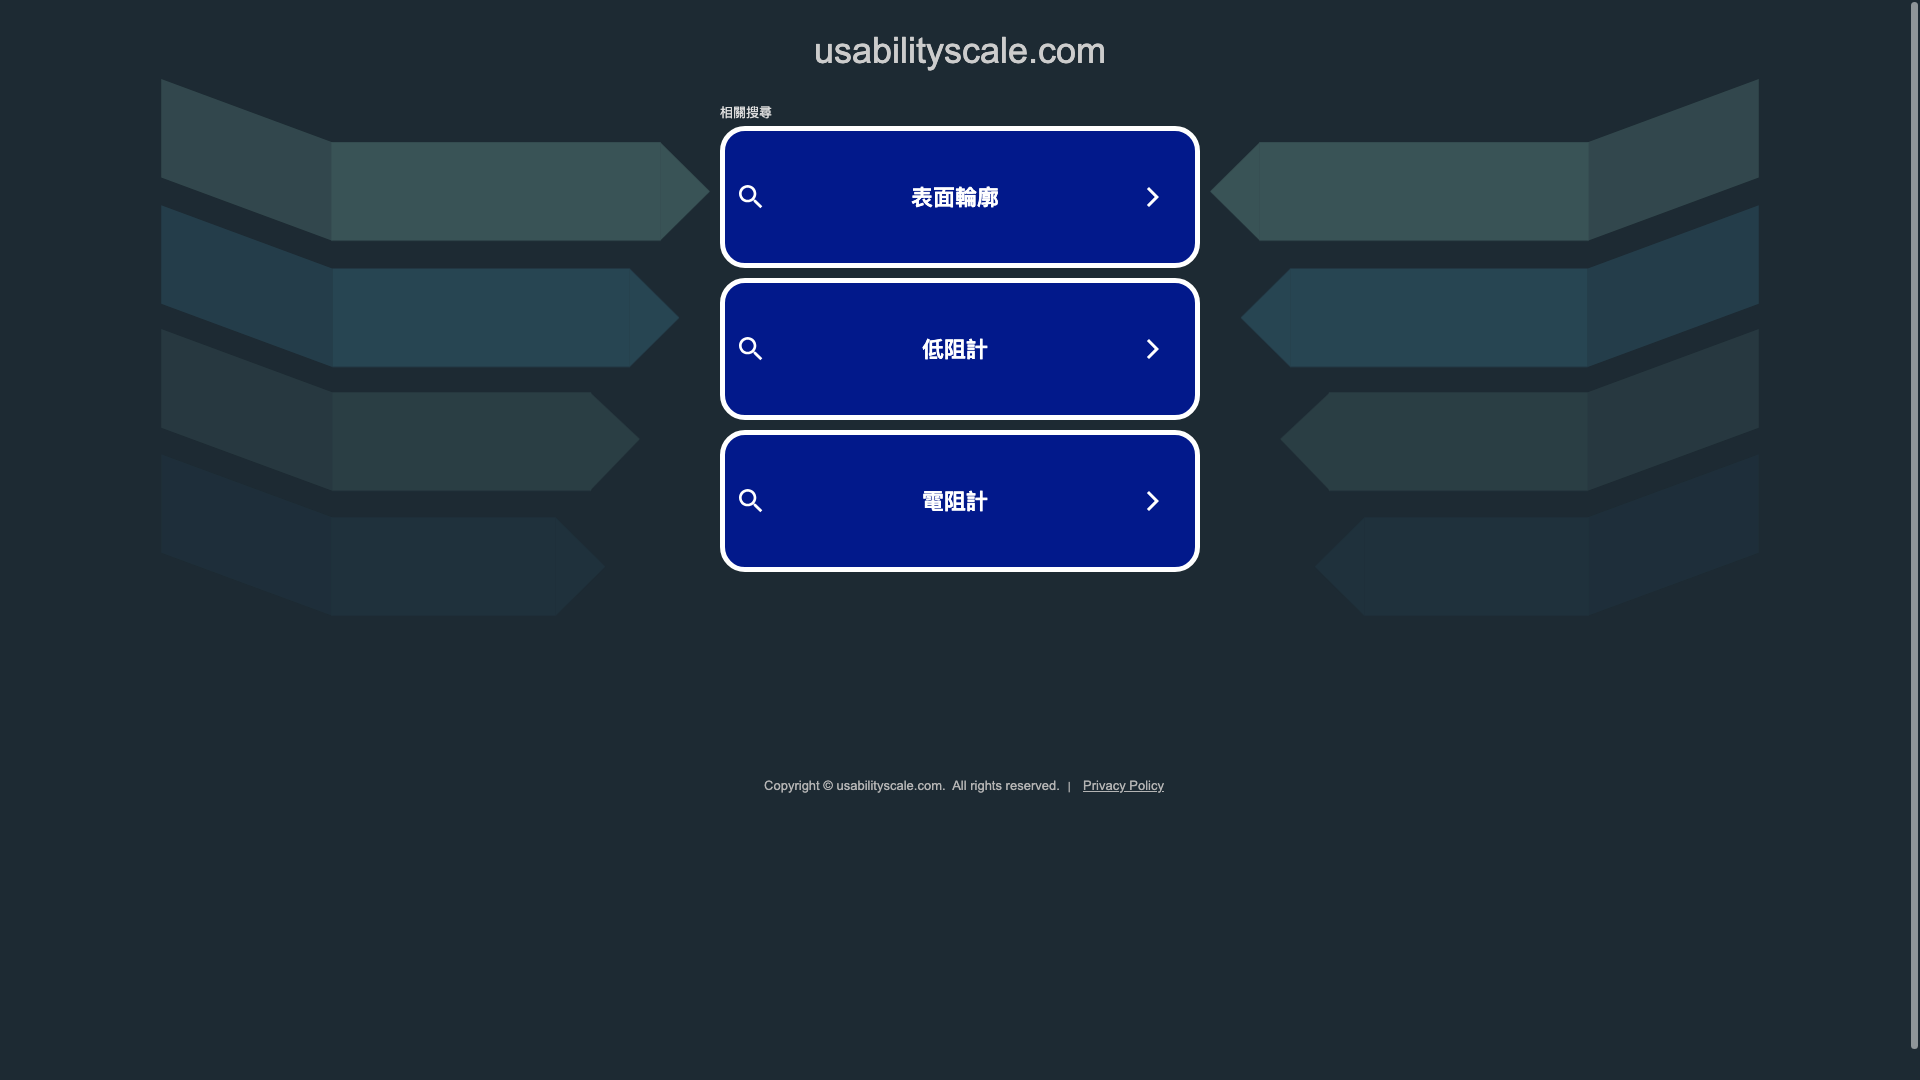 usabilityscale.com
相關搜尋
表面輪廓
低阻計
電阻計
Copyright © usabilityscale.com.  All rights reserved. | Privacy Policy